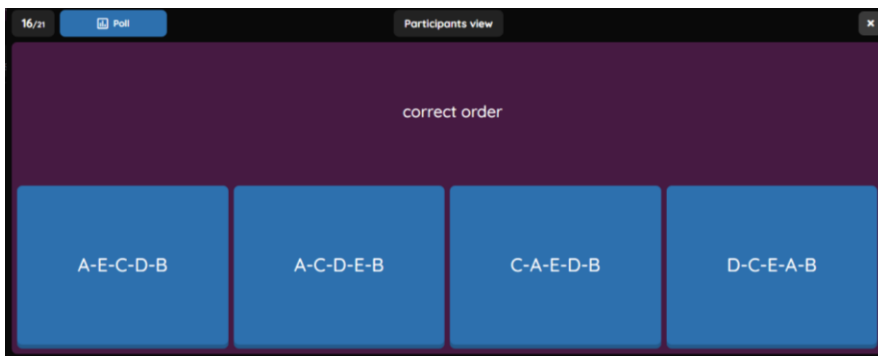 16/21 Poll Participants view ×
correct order
A-E-C-D-B A-C-D-E-B C-A-E-D-B D-C-E-A-B